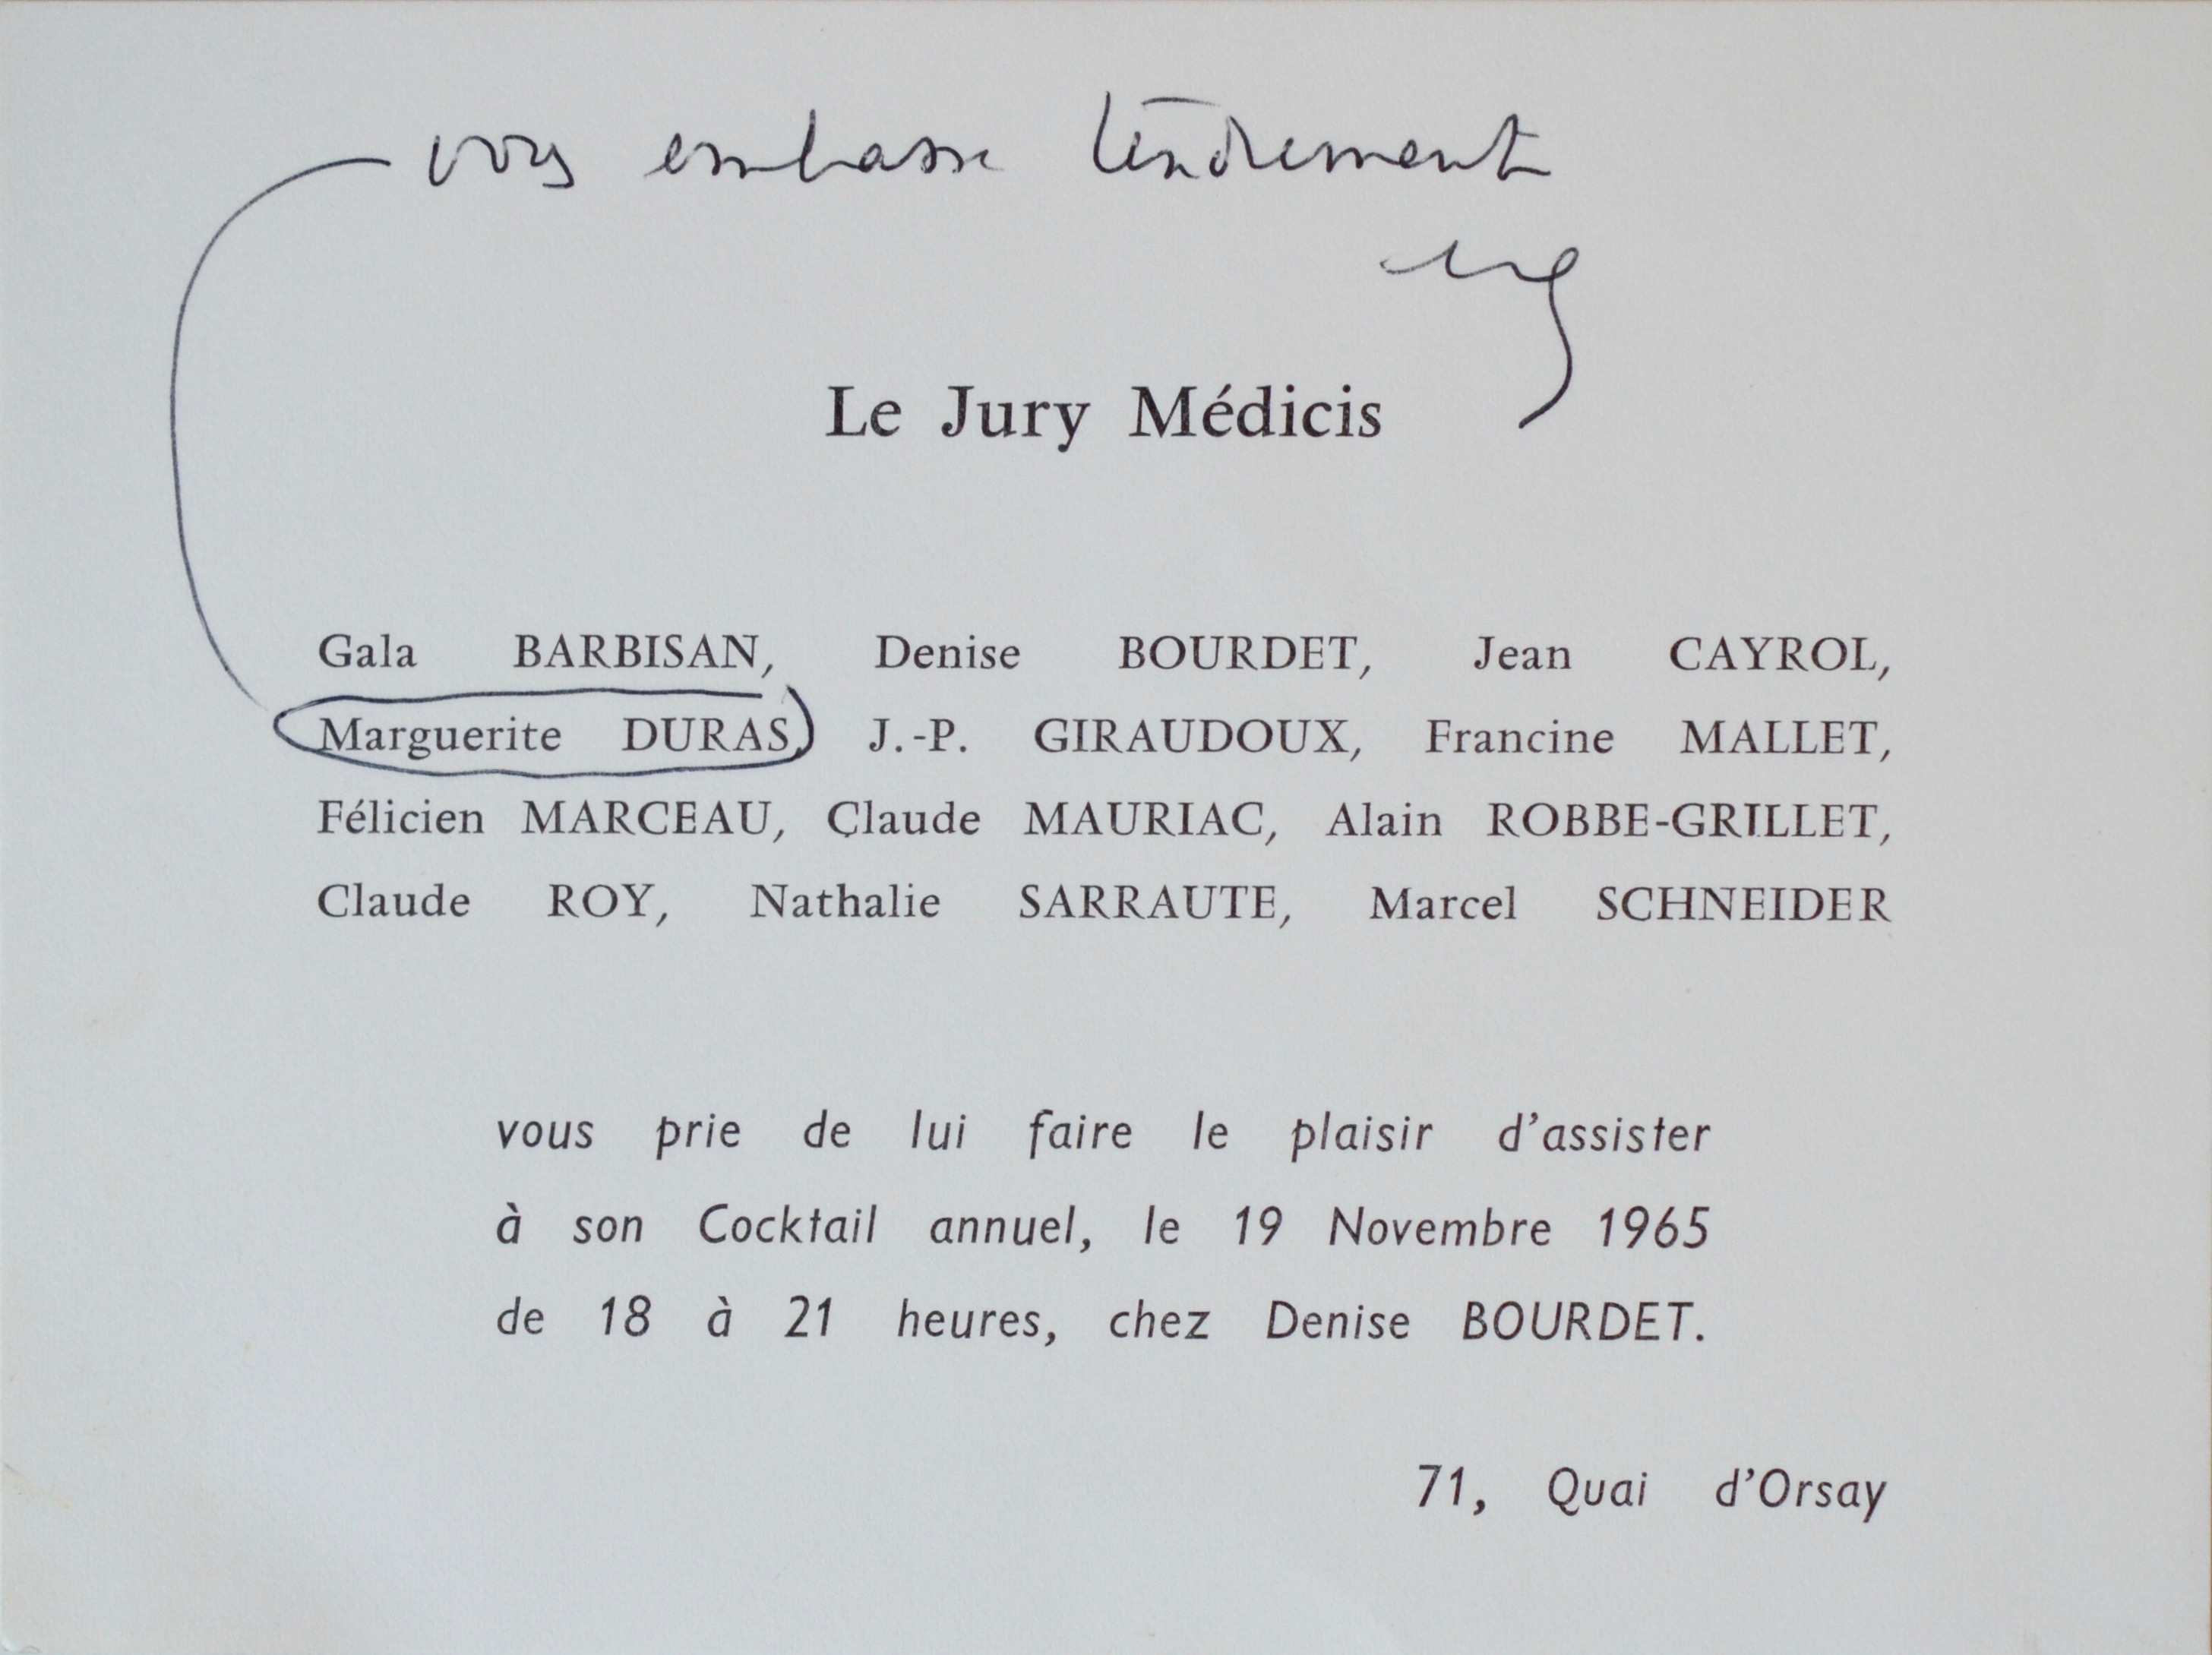 vous embrasse tendrement
Le Jury Médicis
Gala BARBISAN, Denise BOURDET, Jean CAYROL,
Marguerite DURAS, J.-P. GIRAUDOUX, Francine MALLET,
Félicien MARCEAU, Claude MAURIAC, Alain ROBBE-GRILLET,
Claude ROY, Nathalie SARRAUTE, Marcel SCHNEIDER
vous prie de lui faire le plaisir d'assister
à son Cocktail annuel, le 19 Novembre 1965
de 18 à 21 heures, chez Denise BOURDET.
71, Quai d'Orsay